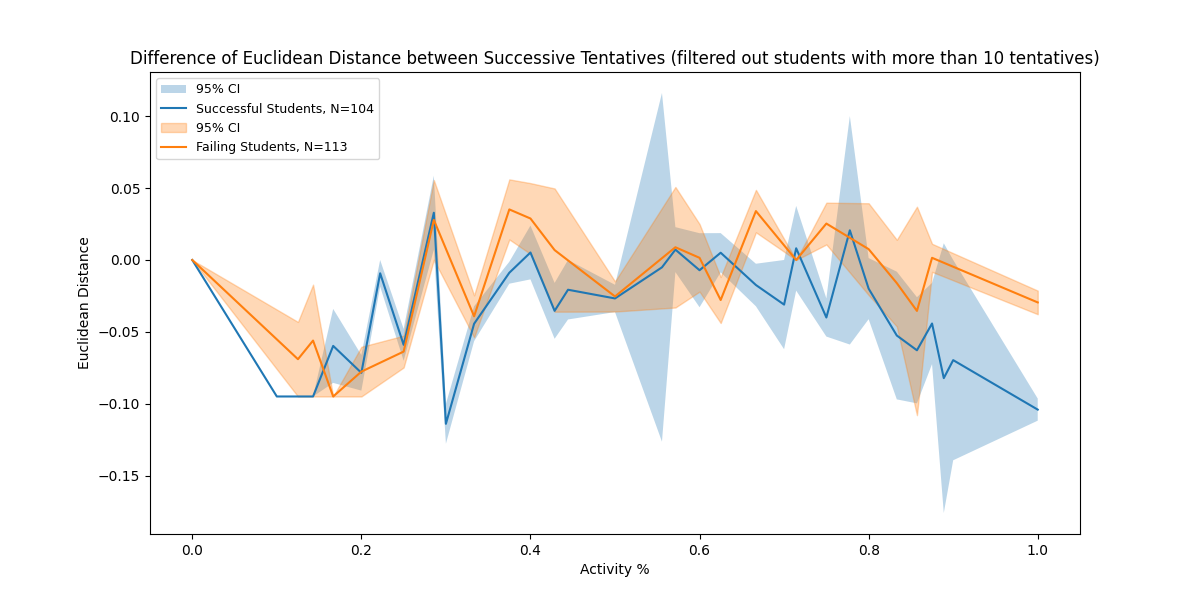 Difference of Euclidean Distance between Successive Tentatives (filtered out students with more than 10 tentatives)
95% CI
Successful Students, N=104
95% CI
Failing Students, N=113
0.10
0.05
0.00
−0.05
−0.10
−0.15
Euclidean Distance
0.0 0.2 0.4 0.6 0.8 1.0
Activity %